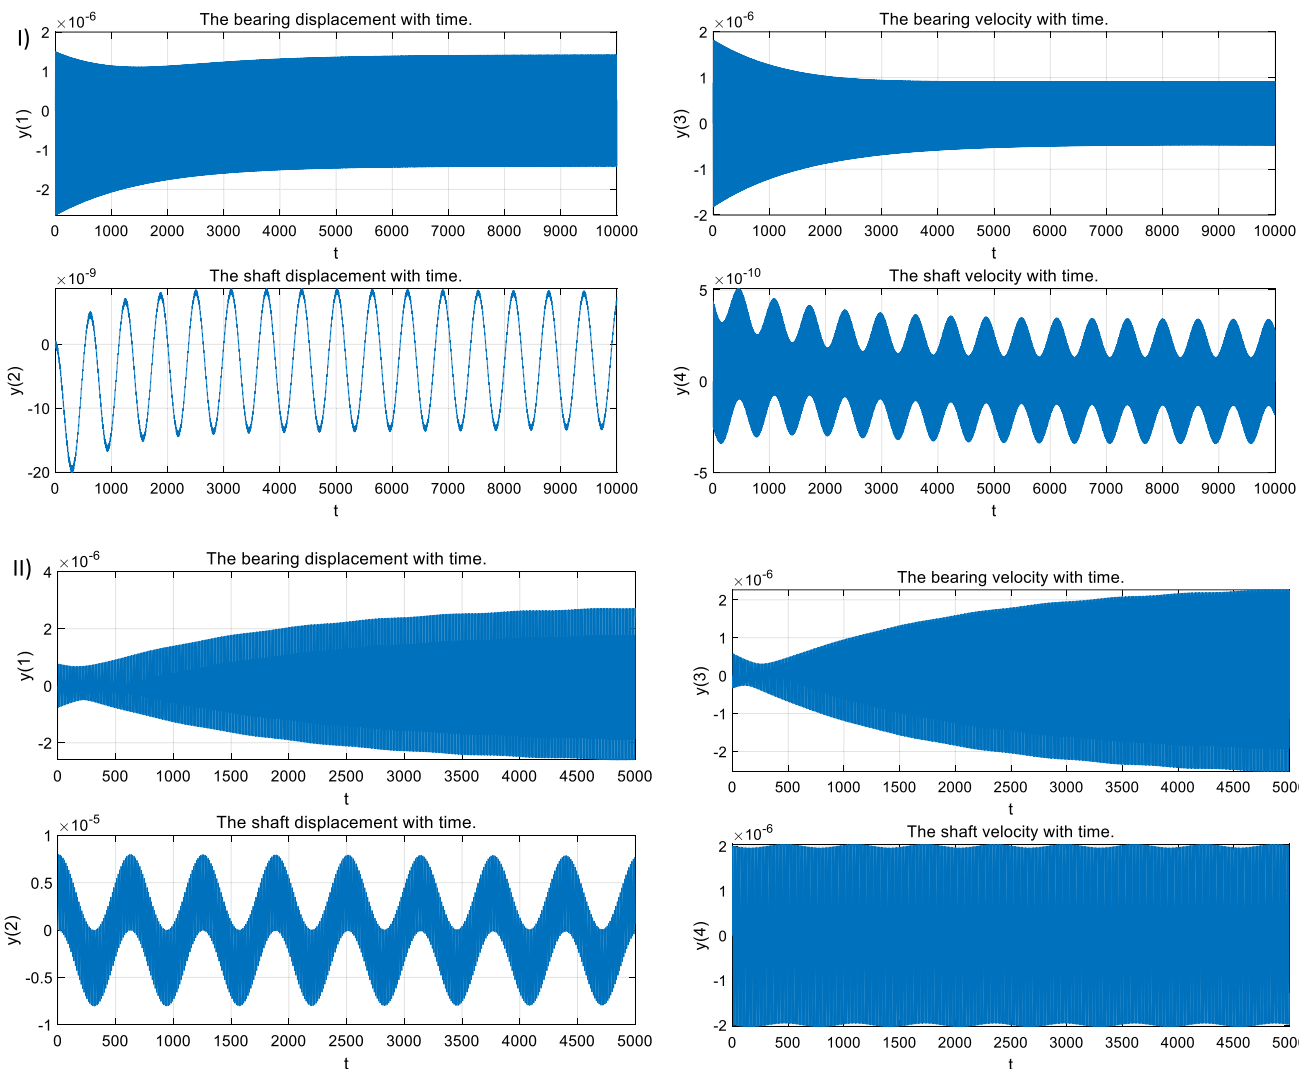 I)
The bearing displacement with time.
×10-6
2
1
0
-1
-2
y(1)
0 1000 2000 3000 4000 5000 6000 7000 8000 9000 10000
t
The bearing velocity with time.
×10-6
2
1
0
-1
-2
y(3)
0 1000 2000 3000 4000 5000 6000 7000 8000 9000 10000
t
The shaft displacement with time.
×10-9
0
-10
-20
y(2)
0 1000 2000 3000 4000 5000 6000 7000 8000 9000 10000
t
The shaft velocity with time.
×10-10
5
0
-5
y(4)
0 1000 2000 3000 4000 5000 6000 7000 8000 9000 10000
t
II)
The bearing displacement with time.
×10-6
4
2
0
-2
y(1)
0 500 1000 1500 2000 2500 3000 3500 4000 4500 5000
t
The bearing velocity with time.
×10-6
2
1
0
-1
-2
y(3)
0 500 1000 1500 2000 2500 3000 3500 4000 4500 500
t
The shaft displacement with time.
×10-5
1
0.5
0
-0.5
-1
y(2)
0 500 1000 1500 2000 2500 3000 3500 4000 4500 5000
t
The shaft velocity with time.
×10-6
2
1
0
-1
-2
y(4)
0 500 1000 1500 2000 2500 3000 3500 4000 4500 500
t